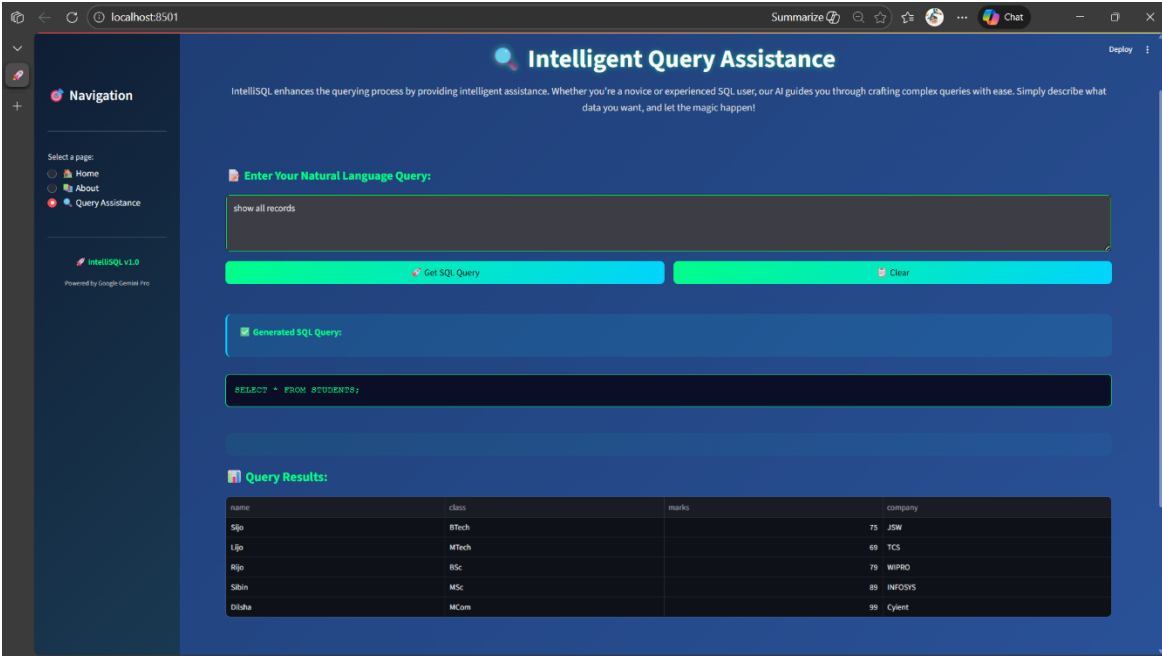 localhost:8501
Summarize
Chat
Deploy
Navigation
Select a page:
Home
About
Query Assistance
IntelliSQL v1.0
Powered by Google Gemini Pro
Intelligent Query Assistance
IntelliSQL enhances the querying process by providing intelligent assistance. Whether you're a novice or experienced SQL user, our AI guides you through crafting complex queries with ease. Simply describe what
data you want, and let the magic happen!
Enter Your Natural Language Query:
show all records
Get SQL Query
Clear
Generated SQL Query:
SELECT * FROM STUDENTS;
Query Results:
name class marks company
Sijo BTech 75 JSW
Lijo MTech 69 TCS
Rijo BSc 79 WIPRO
Sibin MSc 89 INFOSYS
Dilsha MCom 99 Cyient